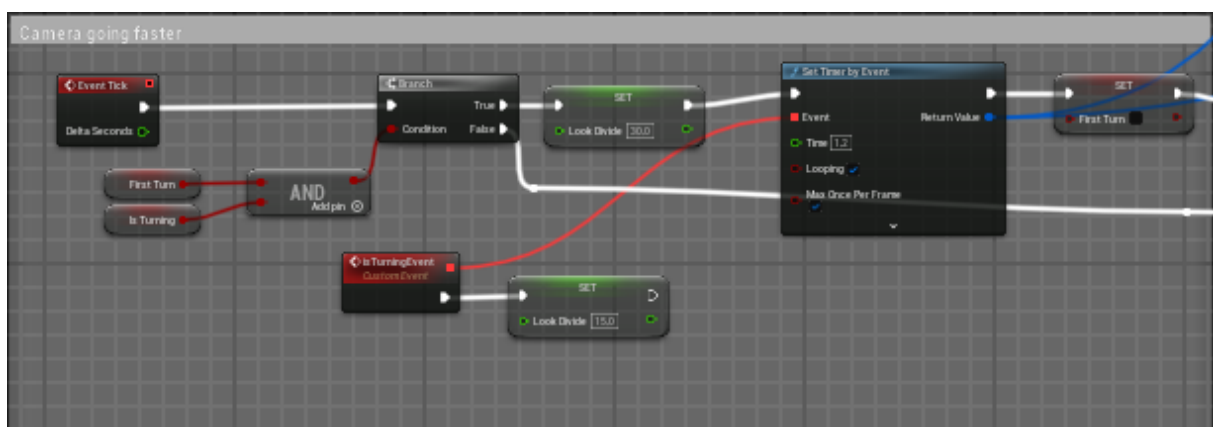 Camera going faster
Event Tick
Delta Seconds
Branch
Condition
True
False
SET
Look Divide 30,0
Set Timer by Event
Event
Time 1,2
Looping
Max Once Per Frame
Return Value
SET
First Turn
First Turn
Is Turning
AND
Add pin
IsTurningEvent
Custom Event
SET
Look Divide 15,0